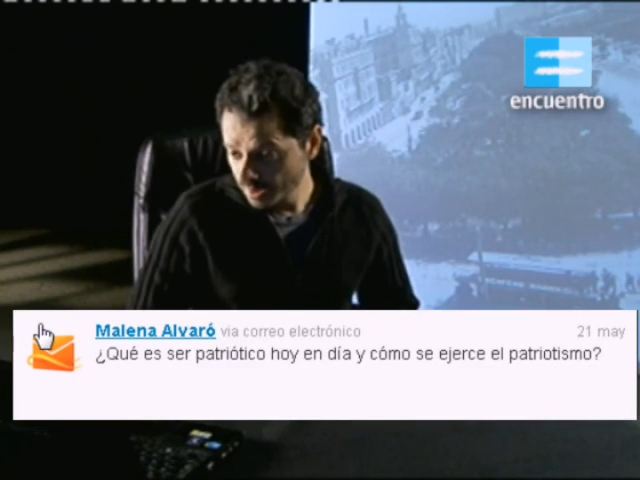 encuentro
Malena Alvaró vía correo electrónico 21 may
¿Qué es ser patriótico hoy en día y cómo se ejerce el patriotismo?